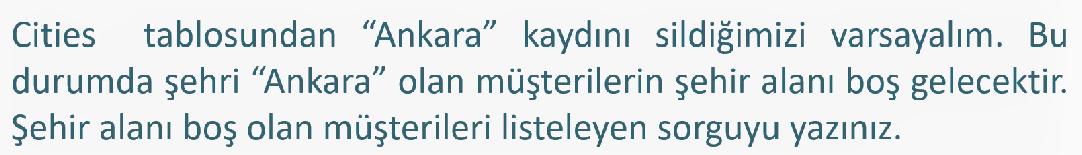 Cities tablosundan “Ankara” kaydını sildiğimizi varsayalım. Bu
durumda şehri “Ankara” olan müşterilerin şehir alanı boş gelecektir.
Şehir alanı boş olan müşterileri listeleyen sorguyu yazınız.